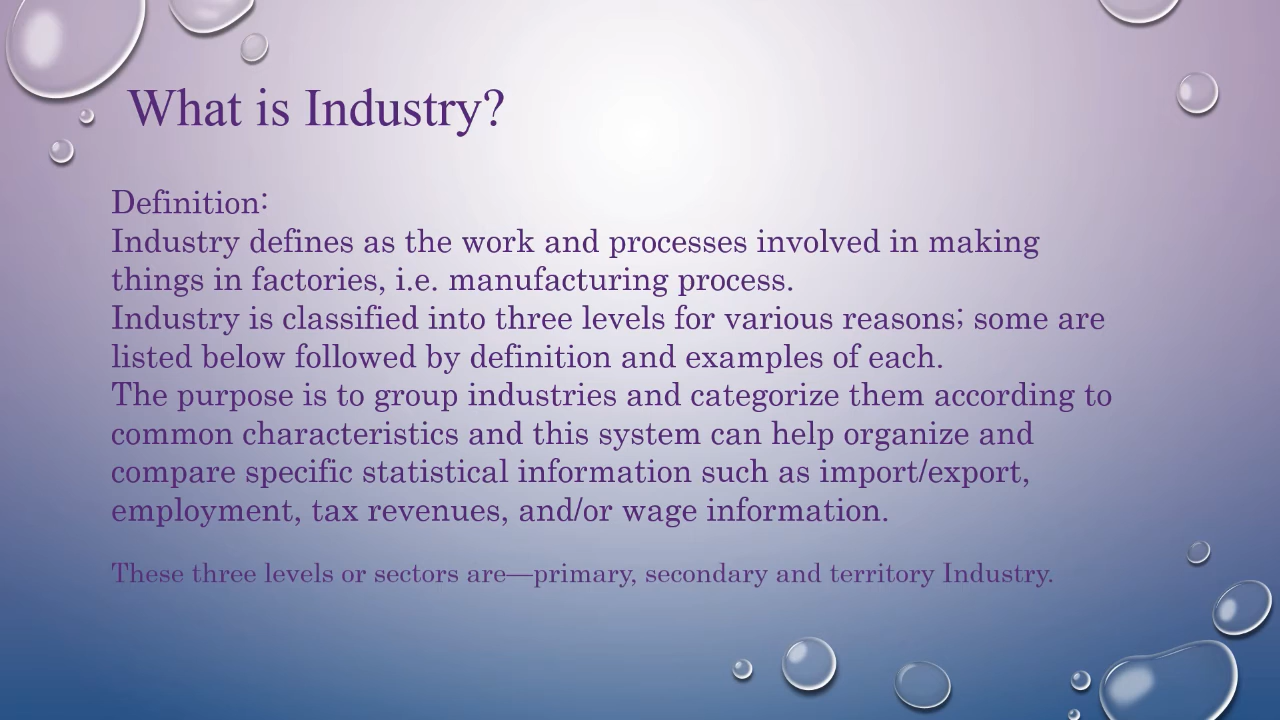 What is Industry?
Definition:
Industry defines as the work and processes involved in making
things in factories, i.e. manufacturing process.
Industry is classified into three levels for various reasons; some are
listed below followed by definition and examples of each.
The purpose is to group industries and categorize them according to
common characteristics and this system can help organize and
compare specific statistical information such as import/export,
employment, tax revenues, and/or wage information.
These three levels or sectors are—primary, secondary and territory Industry.